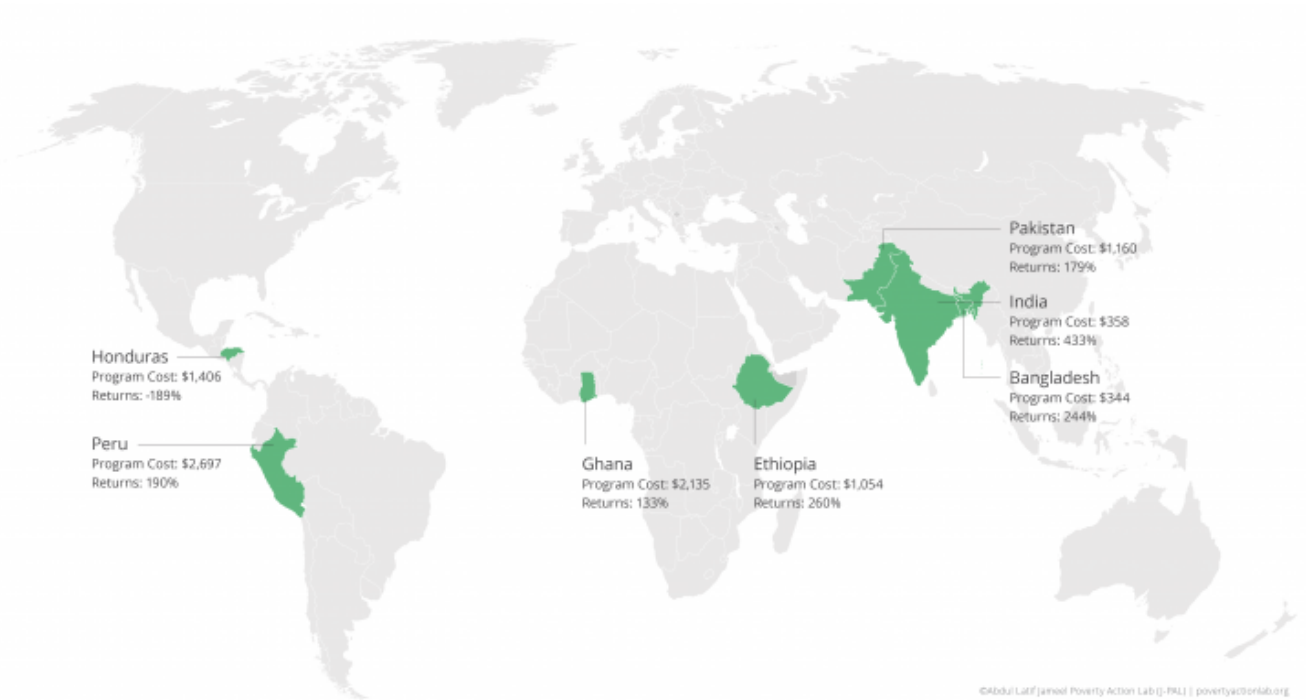 Pakistan
Program Cost: $1,160
Returns: 179%
India
Program Cost: $358
Returns: 433%
Bangladesh
Program Cost: $344
Returns: 244%
Honduras
Program Cost: $1,406
Returns: -189%
Peru
Program Cost: $2,697
Returns: 190%
Ghana
Program Cost: $2,135
Returns: 133%
Ethiopia
Program Cost: $1,054
Returns: 260%
©Abdul Latif Jameel Poverty Action Lab (J-PAL) | povertyactionlab.org